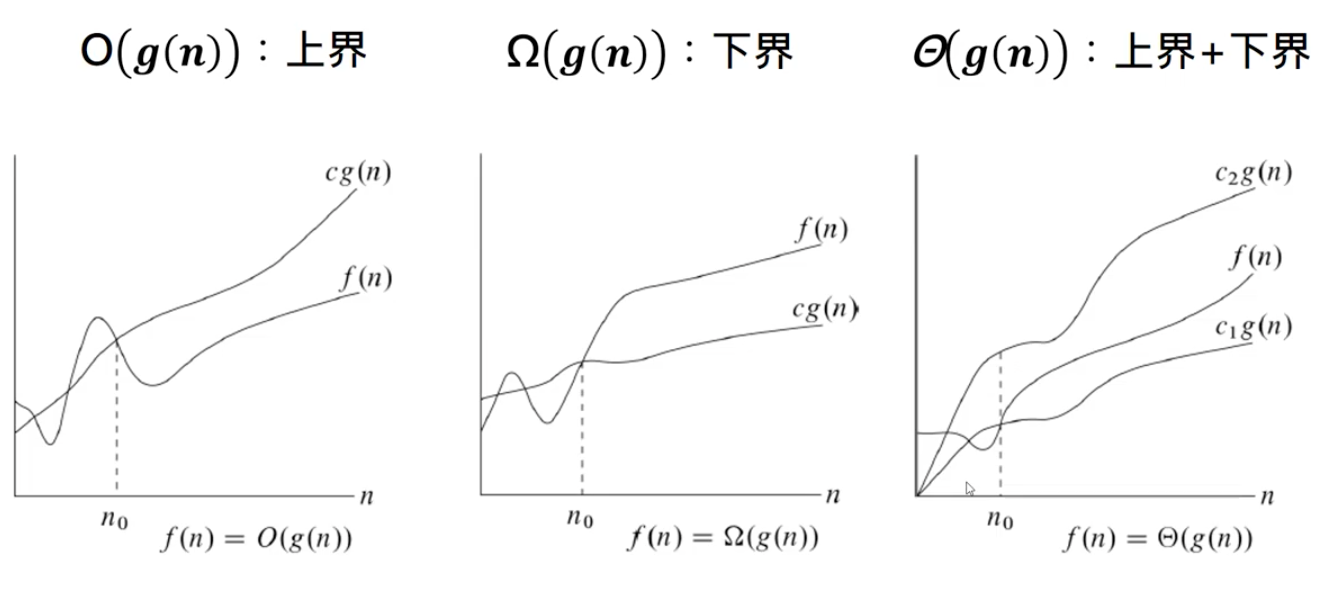 O(g(n))：上界
Ω(g(n))：下界
Θ(g(n))：上界+下界
cg(n)
f(n)
n
n₀
f(n) = O(g(n))
f(n)
cg(n)
n
n₀
f(n) = Ω(g(n))
c₂g(n)
f(n)
c₁g(n)
n
n₀
f(n) = Θ(g(n))